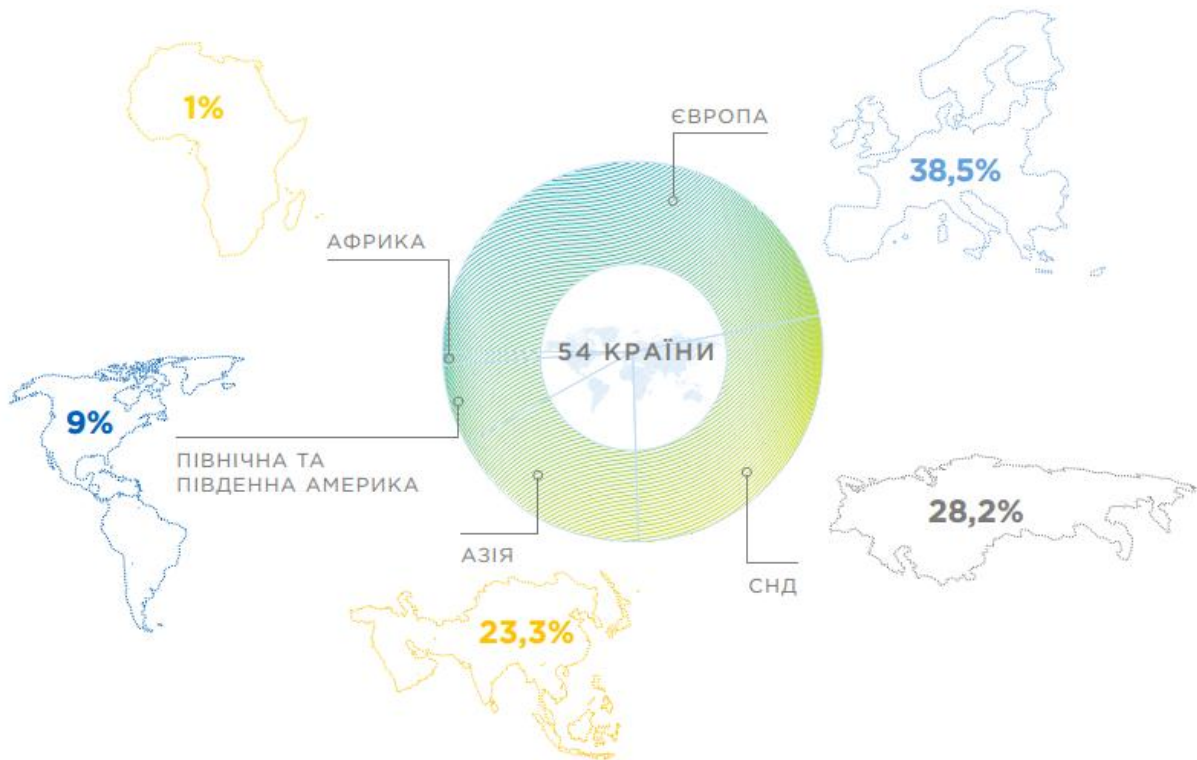 1%
ЄВРОПА
38,5%
АФРИКА
54 КРАЇНИ
9%
ПІВНІЧНА ТА
ПІВДЕННА АМЕРИКА
28,2%
АЗІЯ
СНД
23,3%